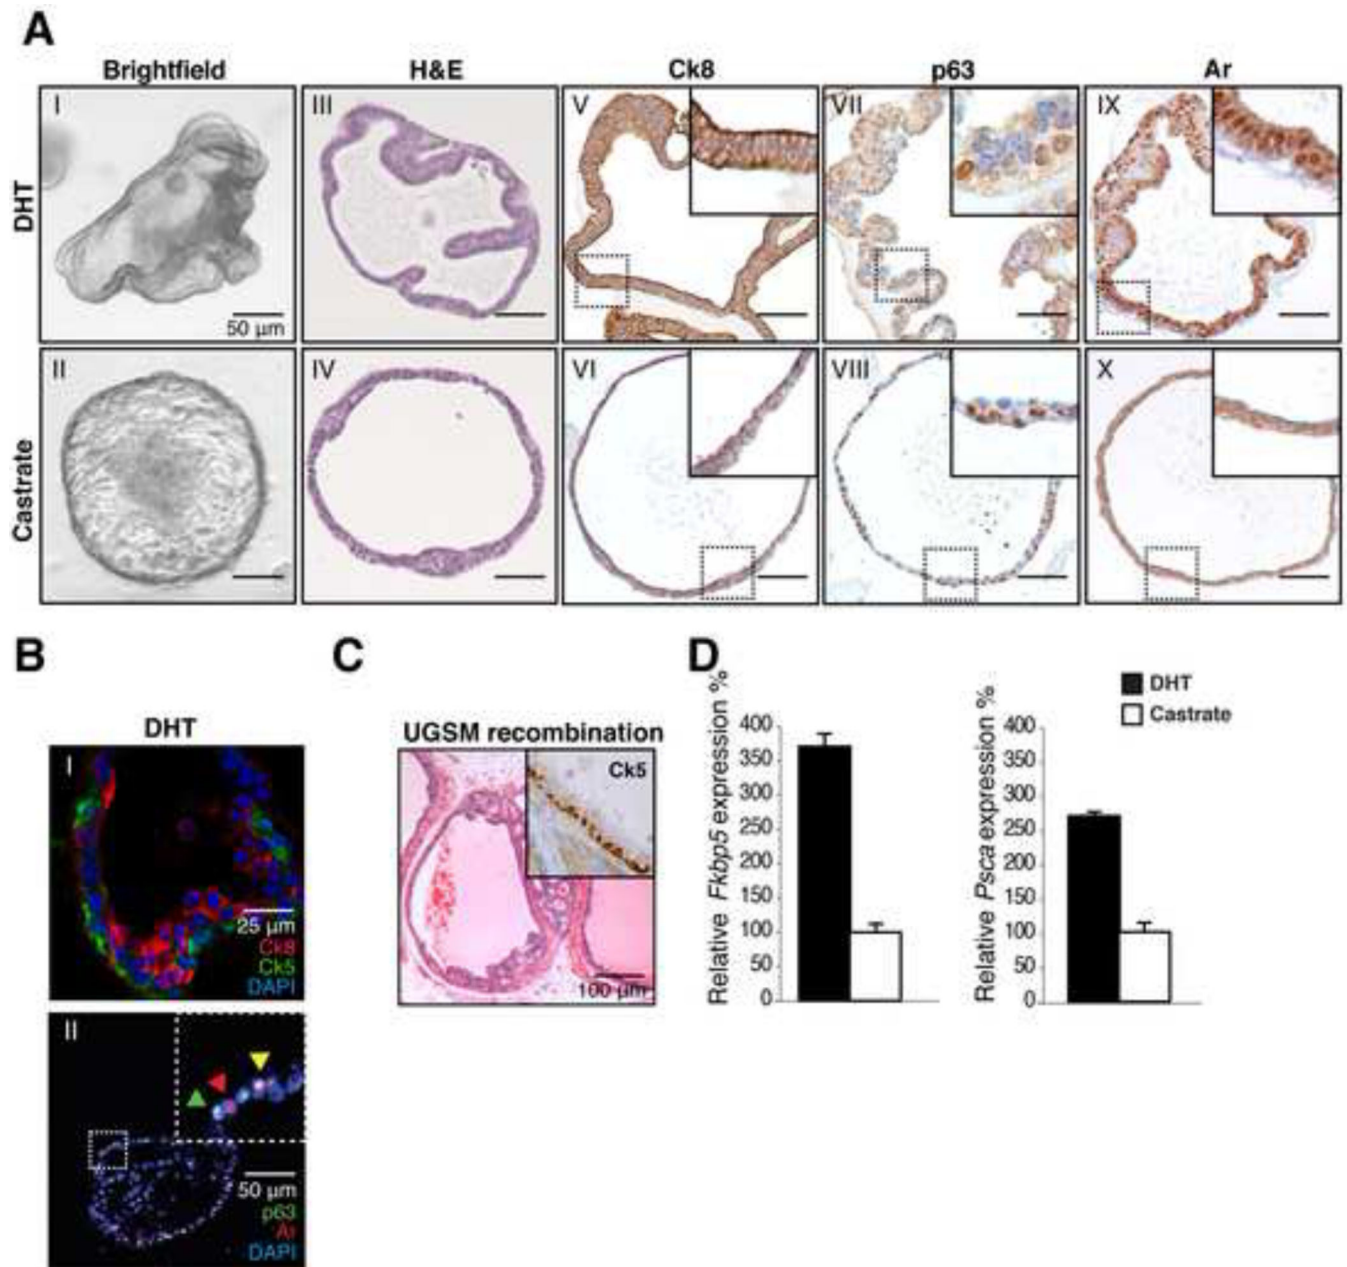 A
Brightfield
H&E
Ck8
p63
Ar
DHT
I
III
V
VII
IX
50 µm
Castrate
II
IV
VI
VIII
X
B
DHT
I
25 µm
Ck8
Ck5
DAPI
II
50 µm
p63
Ar
DAPI
C
UGSM recombination
Ck5
100 µm
D
DHT
Castrate
Relative Fkbp5 expression %
400
350
300
250
200
150
100
50
0
Relative Psca expression %
400
350
300
250
200
150
100
50
0